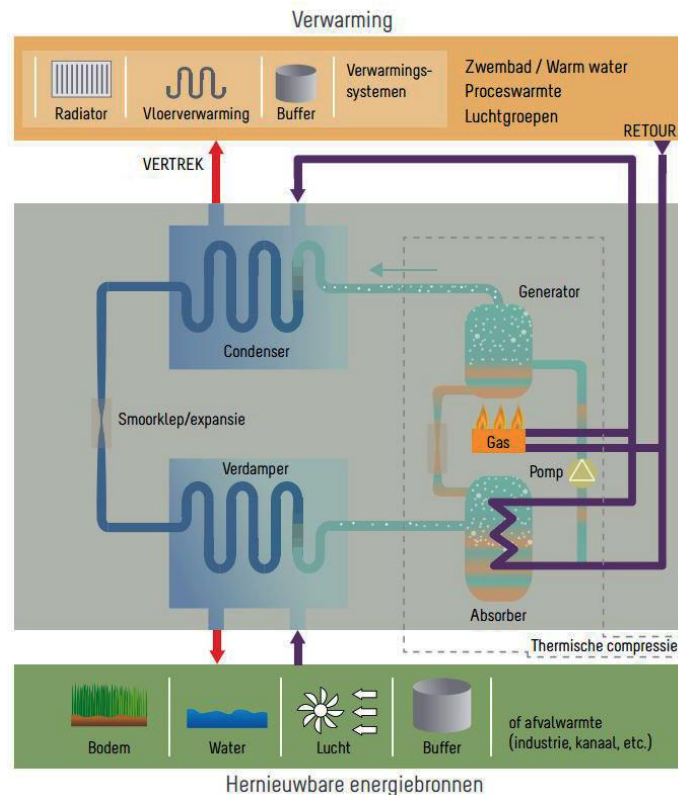 Verwarming
Radiator
Vloerverwarming
Buffer
Verwarmings-
systemen
Zwembad / Warm water
Proceswarmte
Luchtgroepen
RETOUR
VERTREK
Generator
Condenser
Smoorklep/expansie
Gas
Verdamper
Pomp
Absorber
Thermische compressie
Bodem
Water
Lucht
Buffer
of afvalwarmte
(industrie, kanaal, etc.)
Hernieuwbare energiebronnen